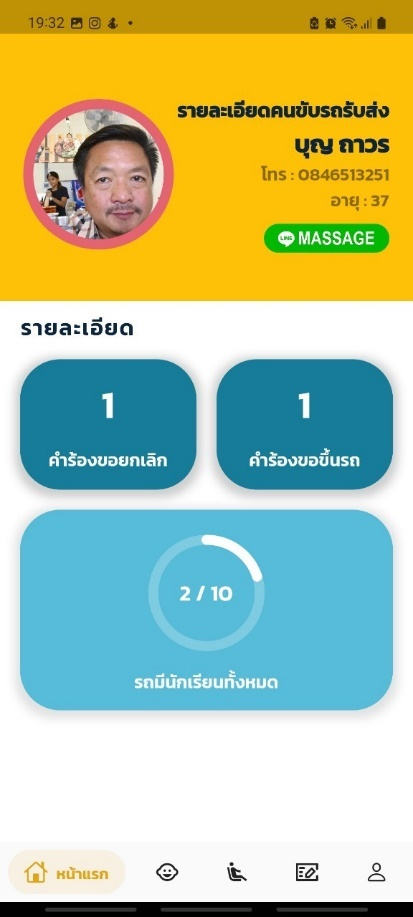 19:32
รายละเอียดคนขับรถรับส่ง
บุญ ถาวร
โทร : 0846513251
อายุ : 37
LINE MASSAGE
รายละเอียด
1
คำร้องขอยกเลิก
1
คำร้องขอขึ้นรถ
2 / 10
รถมีนักเรียนทั้งหมด
หน้าแรก